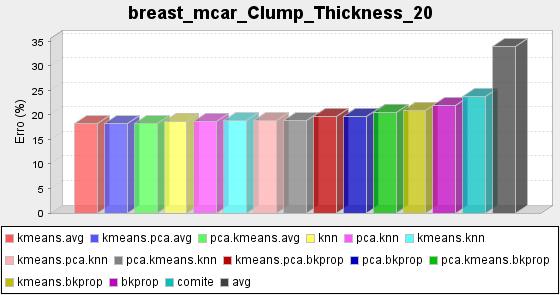 breast_mcar_Clump_Thickness_20
Erro (%)
35
30
25
20
15
10
5
0
kmeans.avg kmeans.pca.avg pca.kmeans.avg knn pca.knn kmeans.knn
kmeans.pca.knn pca.kmeans.knn kmeans.pca.bkprop pca.bkprop pca.kmeans.bkprop
kmeans.bkprop bkprop comite avg